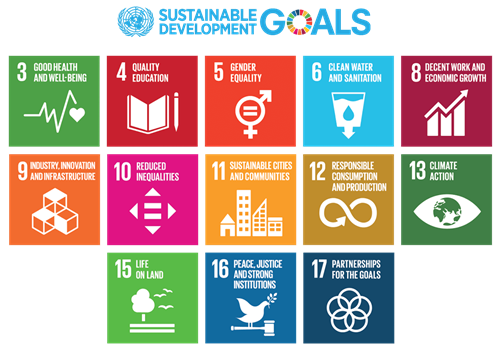 SUSTAINABLE
DEVELOPMENT
GOALS
3 GOOD HEALTH
AND WELL-BEING
4 QUALITY
EDUCATION
5 GENDER
EQUALITY
6 CLEAN WATER
AND SANITATION
8 DECENT WORK AND
ECONOMIC GROWTH
9 INDUSTRY, INNOVATION
AND INFRASTRUCTURE
10 REDUCED
INEQUALITIES
11 SUSTAINABLE CITIES
AND COMMUNITIES
12 RESPONSIBLE
CONSUMPTION
AND PRODUCTION
13 CLIMATE
ACTION
15 LIFE
ON LAND
16 PEACE, JUSTICE
AND STRONG
INSTITUTIONS
17 PARTNERSHIPS
FOR THE GOALS